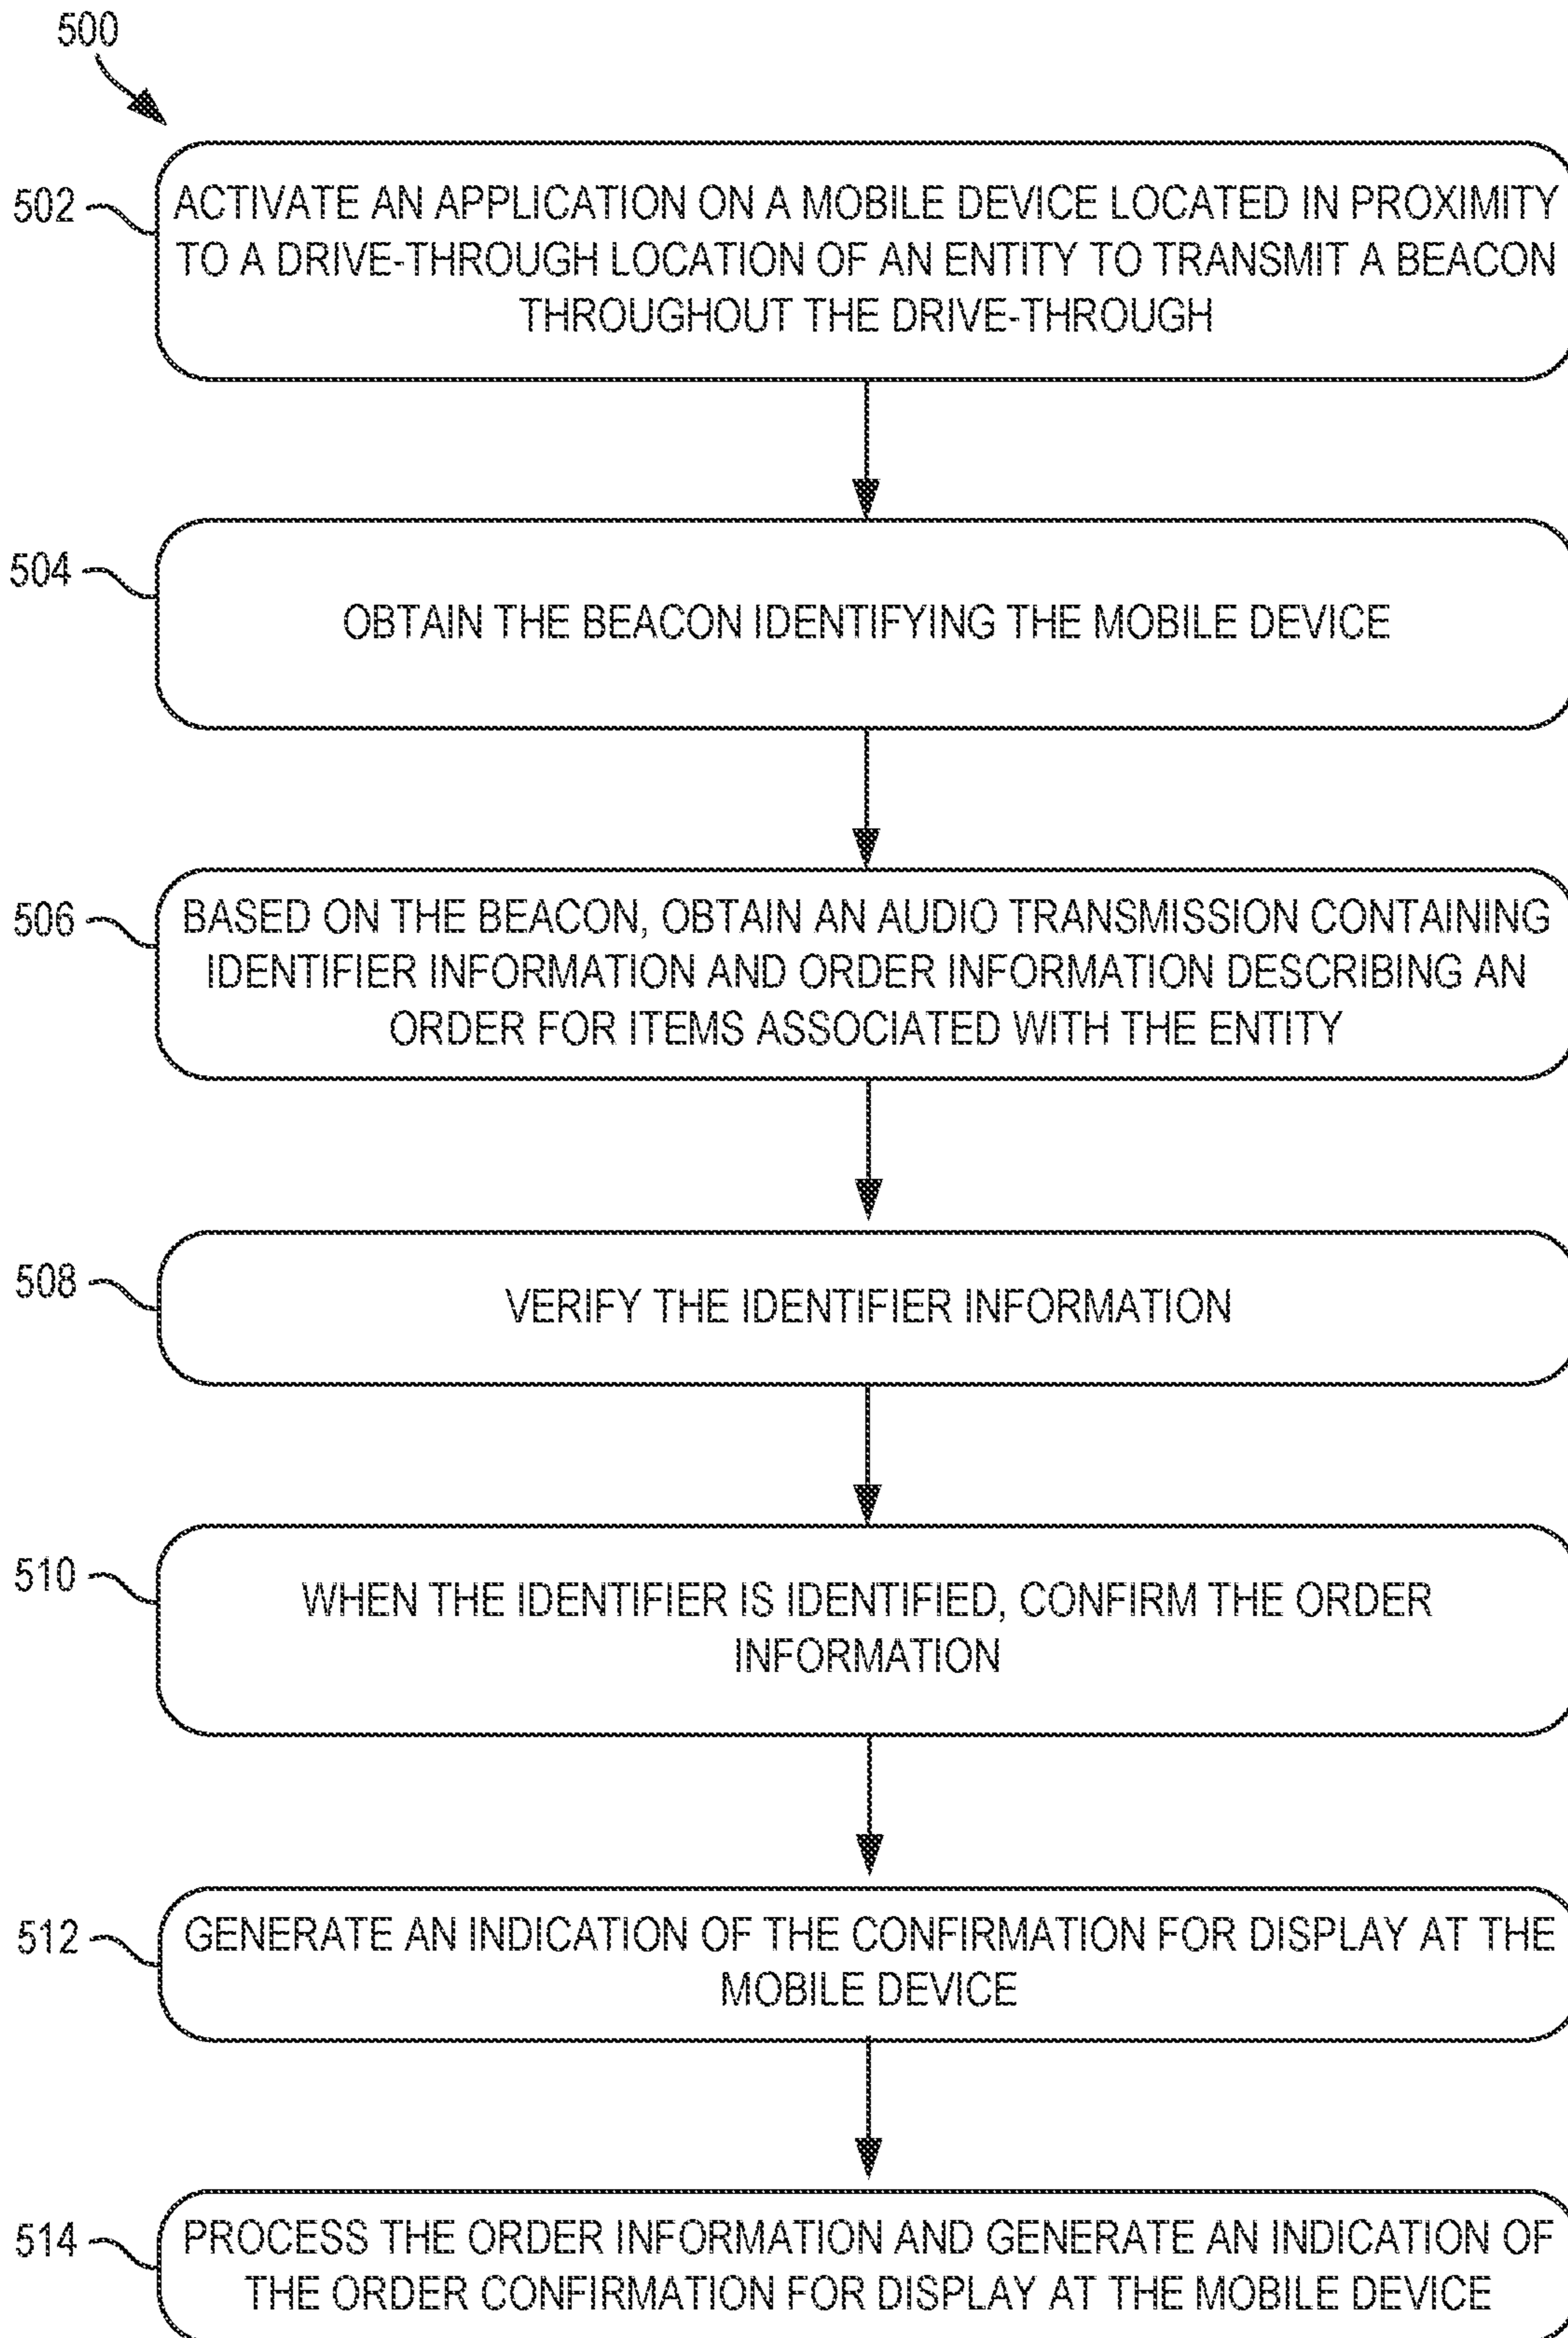 500
502
ACTIVATE AN APPLICATION ON A MOBILE DEVICE LOCATED IN PROXIMITY
TO A DRIVE-THROUGH LOCATION OF AN ENTITY TO TRANSMIT A BEACON
THROUGHOUT THE DRIVE-THROUGH
504
OBTAIN THE BEACON IDENTIFYING THE MOBILE DEVICE
506
BASED ON THE BEACON, OBTAIN AN AUDIO TRANSMISSION CONTAINING
IDENTIFIER INFORMATION AND ORDER INFORMATION DESCRIBING AN
ORDER FOR ITEMS ASSOCIATED WITH THE ENTITY
508
VERIFY THE IDENTIFIER INFORMATION
510
WHEN THE IDENTIFIER IS IDENTIFIED, CONFIRM THE ORDER
INFORMATION
512
GENERATE AN INDICATION OF THE CONFIRMATION FOR DISPLAY AT THE
MOBILE DEVICE
514
PROCESS THE ORDER INFORMATION AND GENERATE AN INDICATION OF
THE ORDER CONFIRMATION FOR DISPLAY AT THE MOBILE DEVICE